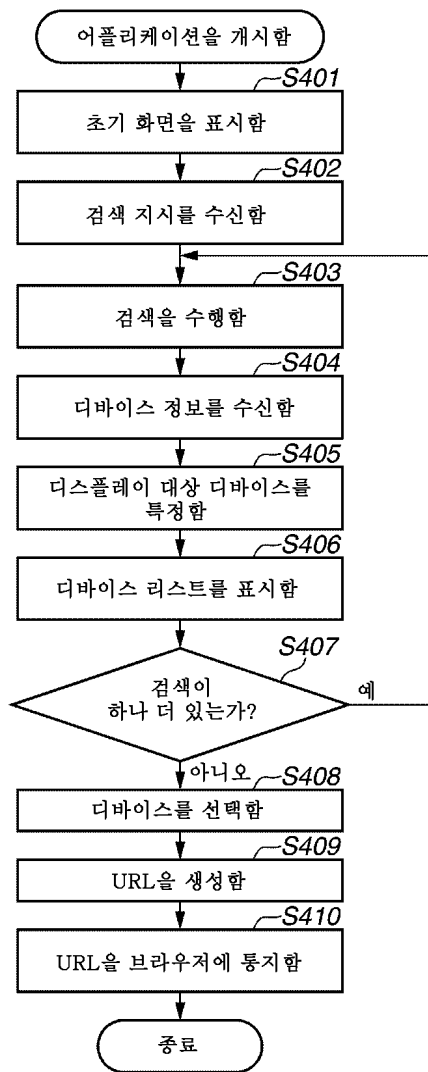 어플리케이션을 개시함
S401
초기 화면을 표시함
S402
검색 지시를 수신함
S403
검색을 수행함
S404
디바이스 정보를 수신함
S405
디스플레이 대상 디바이스를
특정함
S406
디바이스 리스트를 표시함
S407
검색이
하나 더 있는가?
예
아니오
S408
디바이스를 선택함
S409
URL을 생성함
S410
URL을 브라우저에 통지함
종료